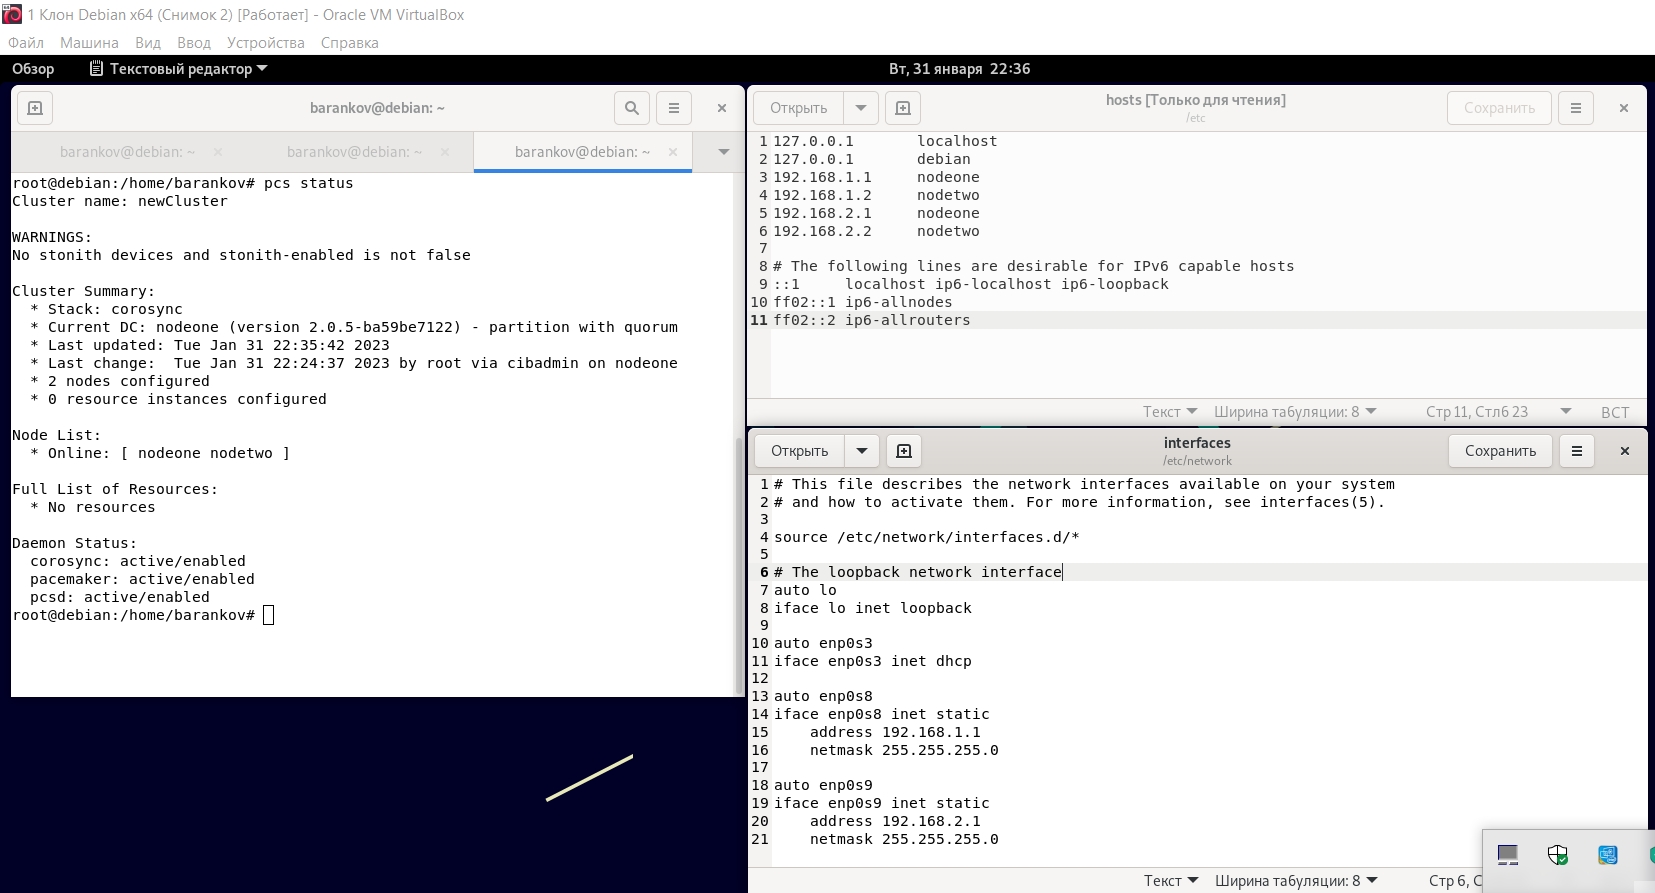 1 Клон Debian x64 (Снимок 2) [Работает] - Oracle VM VirtualBox
Файл Машина Вид Ввод Устройства Справка
Обзор Текстовый редактор Вт, 31 января 22:36
barankov@debian: ~
barankov@debian: ~ barankov@debian: ~ barankov@debian: ~
root@debian:/home/barankov# pcs status
Cluster name: newCluster
WARNINGS:
No stonith devices and stonith-enabled is not false
Cluster Summary:
* Stack: corosync
* Current DC: nodeone (version 2.0.5-ba59be7122) - partition with quorum
* Last updated: Tue Jan 31 22:35:42 2023
* Last change:  Tue Jan 31 22:24:37 2023 by root via cibadmin on nodeone
* 2 nodes configured
* 0 resource instances configured
Node List:
* Online: [ nodeone nodetwo ]
Full List of Resources:
* No resources
Daemon Status:
corosync: active/enabled
pacemaker: active/enabled
pcsd: active/enabled
root@debian:/home/barankov#
Открыть hosts [Только для чтения] Сохранить
/etc
1 127.0.0.1 localhost
2 127.0.0.1 debian
3 192.168.1.1 nodeone
4 192.168.1.2 nodetwo
5 192.168.2.1 nodeone
6 192.168.2.2 nodetwo
7
8 # The following lines are desirable for IPv6 capable hosts
9 ::1 localhost ip6-localhost ip6-loopback
10 ff02::1 ip6-allnodes
11 ff02::2 ip6-allrouters
Текст Ширина табуляции: 8 Стр 11, Стлб 23 ВСТ
Открыть interfaces Сохранить
/etc/network
1 # This file describes the network interfaces available on your system
2 # and how to activate them. For more information, see interfaces(5).
3
4 source /etc/network/interfaces.d/*
5
6 # The loopback network interface
7 auto lo
8 iface lo inet loopback
9
10 auto enp0s3
11 iface enp0s3 inet dhcp
12
13 auto enp0s8
14 iface enp0s8 inet static
15 address 192.168.1.1
16 netmask 255.255.255.0
17
18 auto enp0s9
19 iface enp0s9 inet static
20 address 192.168.2.1
21 netmask 255.255.255.0
Текст Ширина табуляции: 8 Стр 6, С